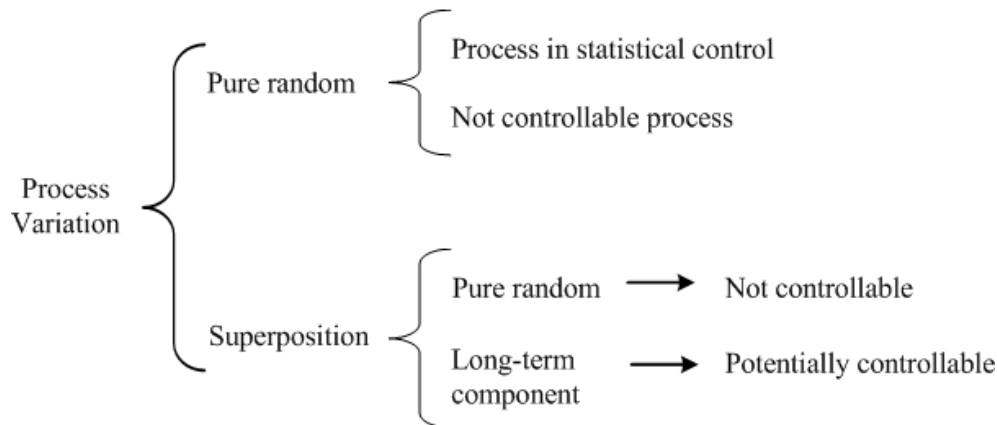 Process
Variation
Pure random
Process in statistical control
Not controllable process
Superposition
Pure random
Not controllable
Long-term
component
Potentially controllable